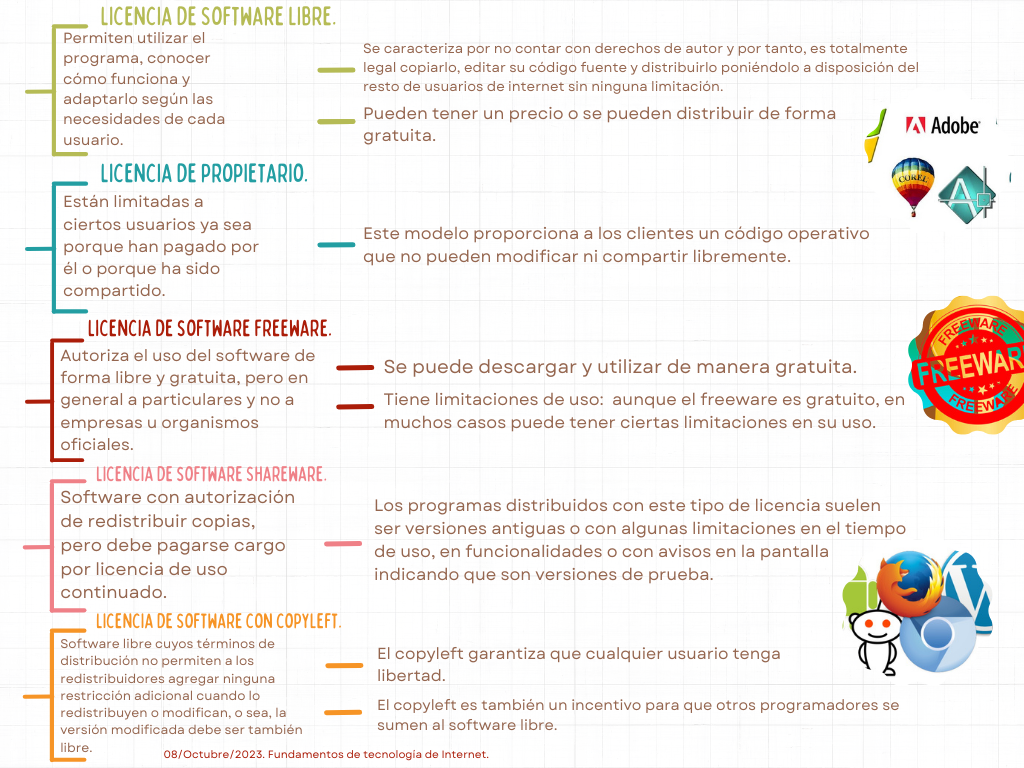 LICENCIA DE SOFTWARE LIBRE.
Permiten utilizar el
programa, conocer
cómo funciona y
adaptarlo según las
necesidades de cada
usuario.
Se caracteriza por no contar con derechos de autor y por tanto, es totalmente
legal copiarlo, editar su código fuente y distribuirlo poniéndolo a disposición del
resto de usuarios de internet sin ninguna limitación.
Pueden tener un precio o se pueden distribuir de forma
gratuita.
Adobe
COREL
LICENCIA DE PROPIETARIO.
Están limitadas a
ciertos usuarios ya sea
porque han pagado por
él o porque ha sido
compartido.
Este modelo proporciona a los clientes un código operativo
que no pueden modificar ni compartir libremente.
LICENCIA DE SOFTWARE FREEWARE.
Autoriza el uso del software de
forma libre y gratuita, pero en
general a particulares y no a
empresas u organismos
oficiales.
Se puede descargar y utilizar de manera gratuita.
Tiene limitaciones de uso: aunque el freeware es gratuito, en
muchos casos puede tener ciertas limitaciones en su uso.
FREEWARE
FREEWAR
FREEWARE
LICENCIA DE SOFTWARE SHAREWARE.
Software con autorización
de redistribuir copias,
pero debe pagarse cargo
por licencia de uso
continuado.
Los programas distribuidos con este tipo de licencia suelen
ser versiones antiguas o con algunas limitaciones en el tiempo
de uso, en funcionalidades o con avisos en la pantalla
indicando que son versiones de prueba.
LICENCIA DE SOFTWARE CON COPYLEFT.
Software libre cuyos términos de
distribución no permiten a los
redistribuidores agregar ninguna
restricción adicional cuando lo
redistribuyen o modifican, o sea, la
versión modificada debe ser también
libre.
El copyleft garantiza que cualquier usuario tenga
libertad.
El copyleft es también un incentivo para que otros programadores se
sumen al software libre.
08/Octubre/2023. Fundamentos de tecnología de Internet.